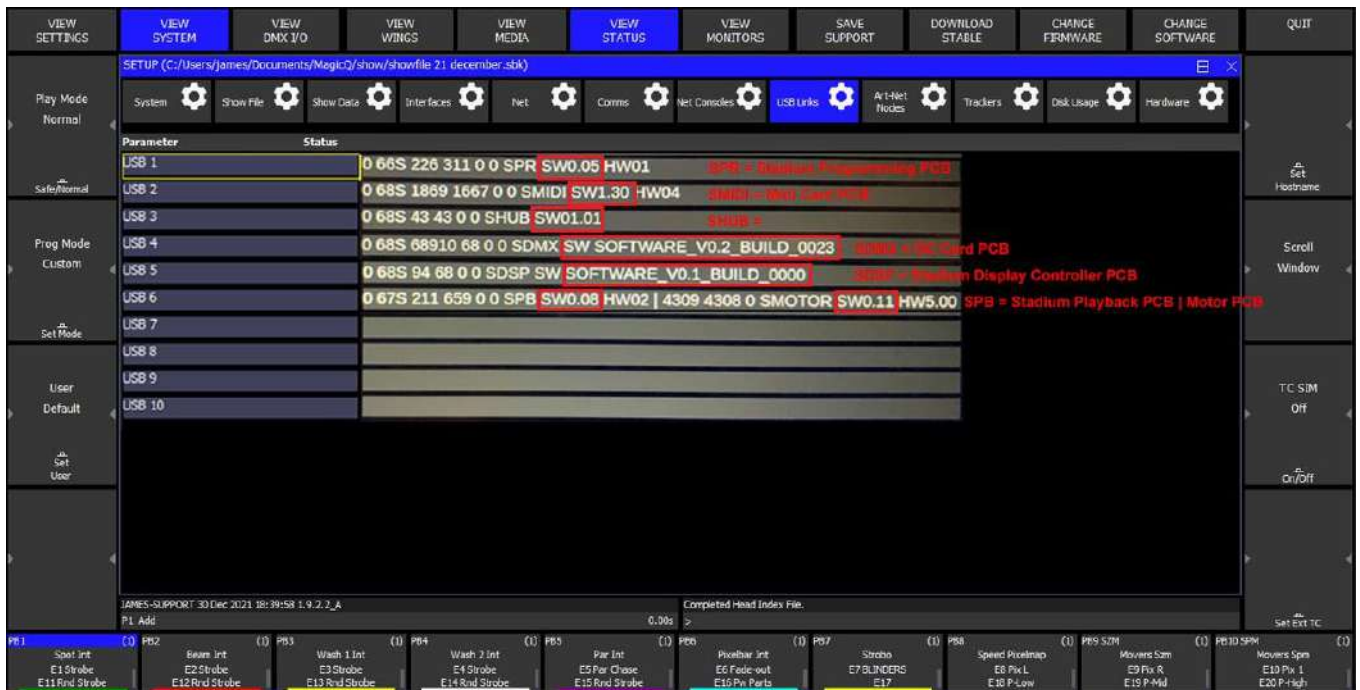 VIEW SETTINGS
VIEW SYSTEM
VIEW DMX I/O
VIEW WINGS
VIEW MEDIA
VIEW STATUS
VIEW MONITORS
SAVE SUPPORT
DOWNLOAD STABLE
CHANGE FIRMWARE
CHANGE SOFTWARE
QUIT
SETUP (C:/Users/james/Documents/MagicQ/show/showfile 21 december.sbk)
System
Show File
Show Data
Interfaces
Net
Comms
Net Consoles
USB Links
Art-Net Nodes
Trackers
Disk Usage
Hardware
Play Mode
Normal
Safe/Normal
Prog Mode
Custom
Set Mode
User
Default
Set User
Parameter Status
USB 1 0 66S 226 311 0 0 SPR SW0.05 HW01 SPR = Stadium Programming PCB
USB 2 0 68S 1869 1667 0 0 SMIDI SW1.30 HW04 SMIDI = Midi Card PCB
USB 3 0 68S 43 43 0 0 SHUB SW01.01 SHUB =
USB 4 0 68S 68910 68 0 0 SDMX SW SOFTWARE_V0.2_BUILD_0023 Card PCB
USB 5 0 68S 94 68 0 0 SDSP SW SOFTWARE_V0.1_BUILD_0000 SDSP = Stadium Display Controller PCB
USB 6 0 67S 211 659 0 0 SPB SW0.08 HW02 | 4309 4308 0 SMOTOR SW0.11 HW5.00 SPB = Stadium Playback PCB | Motor PCB
USB 7
USB 8
USB 9
USB 10
Set Hostname
Scroll
Window
TC SIM
Off
On/Off
Set Ext TC
JAMES-SUPPORT 30 Dec 2021 18:39:58 1.9.2.2_A
Completed Head Index File.
P1 Add 0.00s >
PB1 (1) PB2 (1) PB3 (1) PB4 (1) PB5 (1) PB6 (1) PB7 (1) PB8 (1) PB9 SZM (1) PB10 SPM (1)
Spot Int Beam Int Wash 1 Int Wash 2 Int Par Int Pixelbar Int Strobo Speed Pixelmap Movers Szm Movers Spm
E1 Strobe E2 Strobe E3 Strobe E4 Strobe E5 Par Chase E6 Fade-out E7 BLINDERS E8 Pix L E9 Pix R E10 Pix 1
E11 Rnd Strobe E12 Rnd Strobe E13 Rnd Strobe E14 Rnd Strobe E15 Rnd Strobe E16 Pn Parts E17 E18 P-Low E19 P-Mid E20 P-High